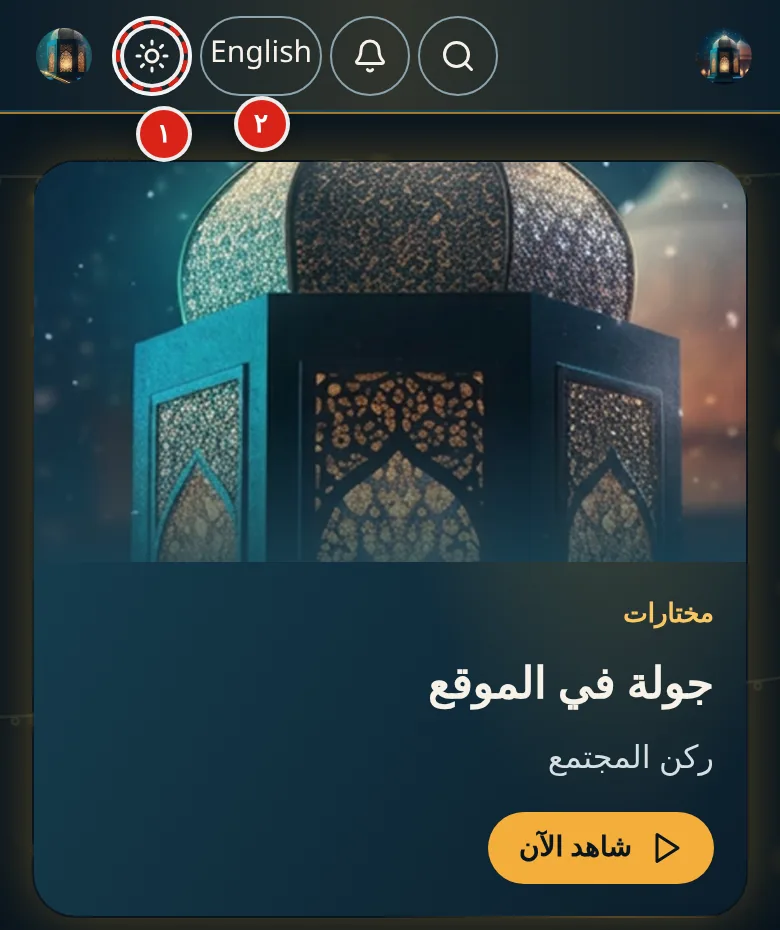 English
١
٢
مختارات
جولة في الموقع
ركن المجتمع
شاهد الآن